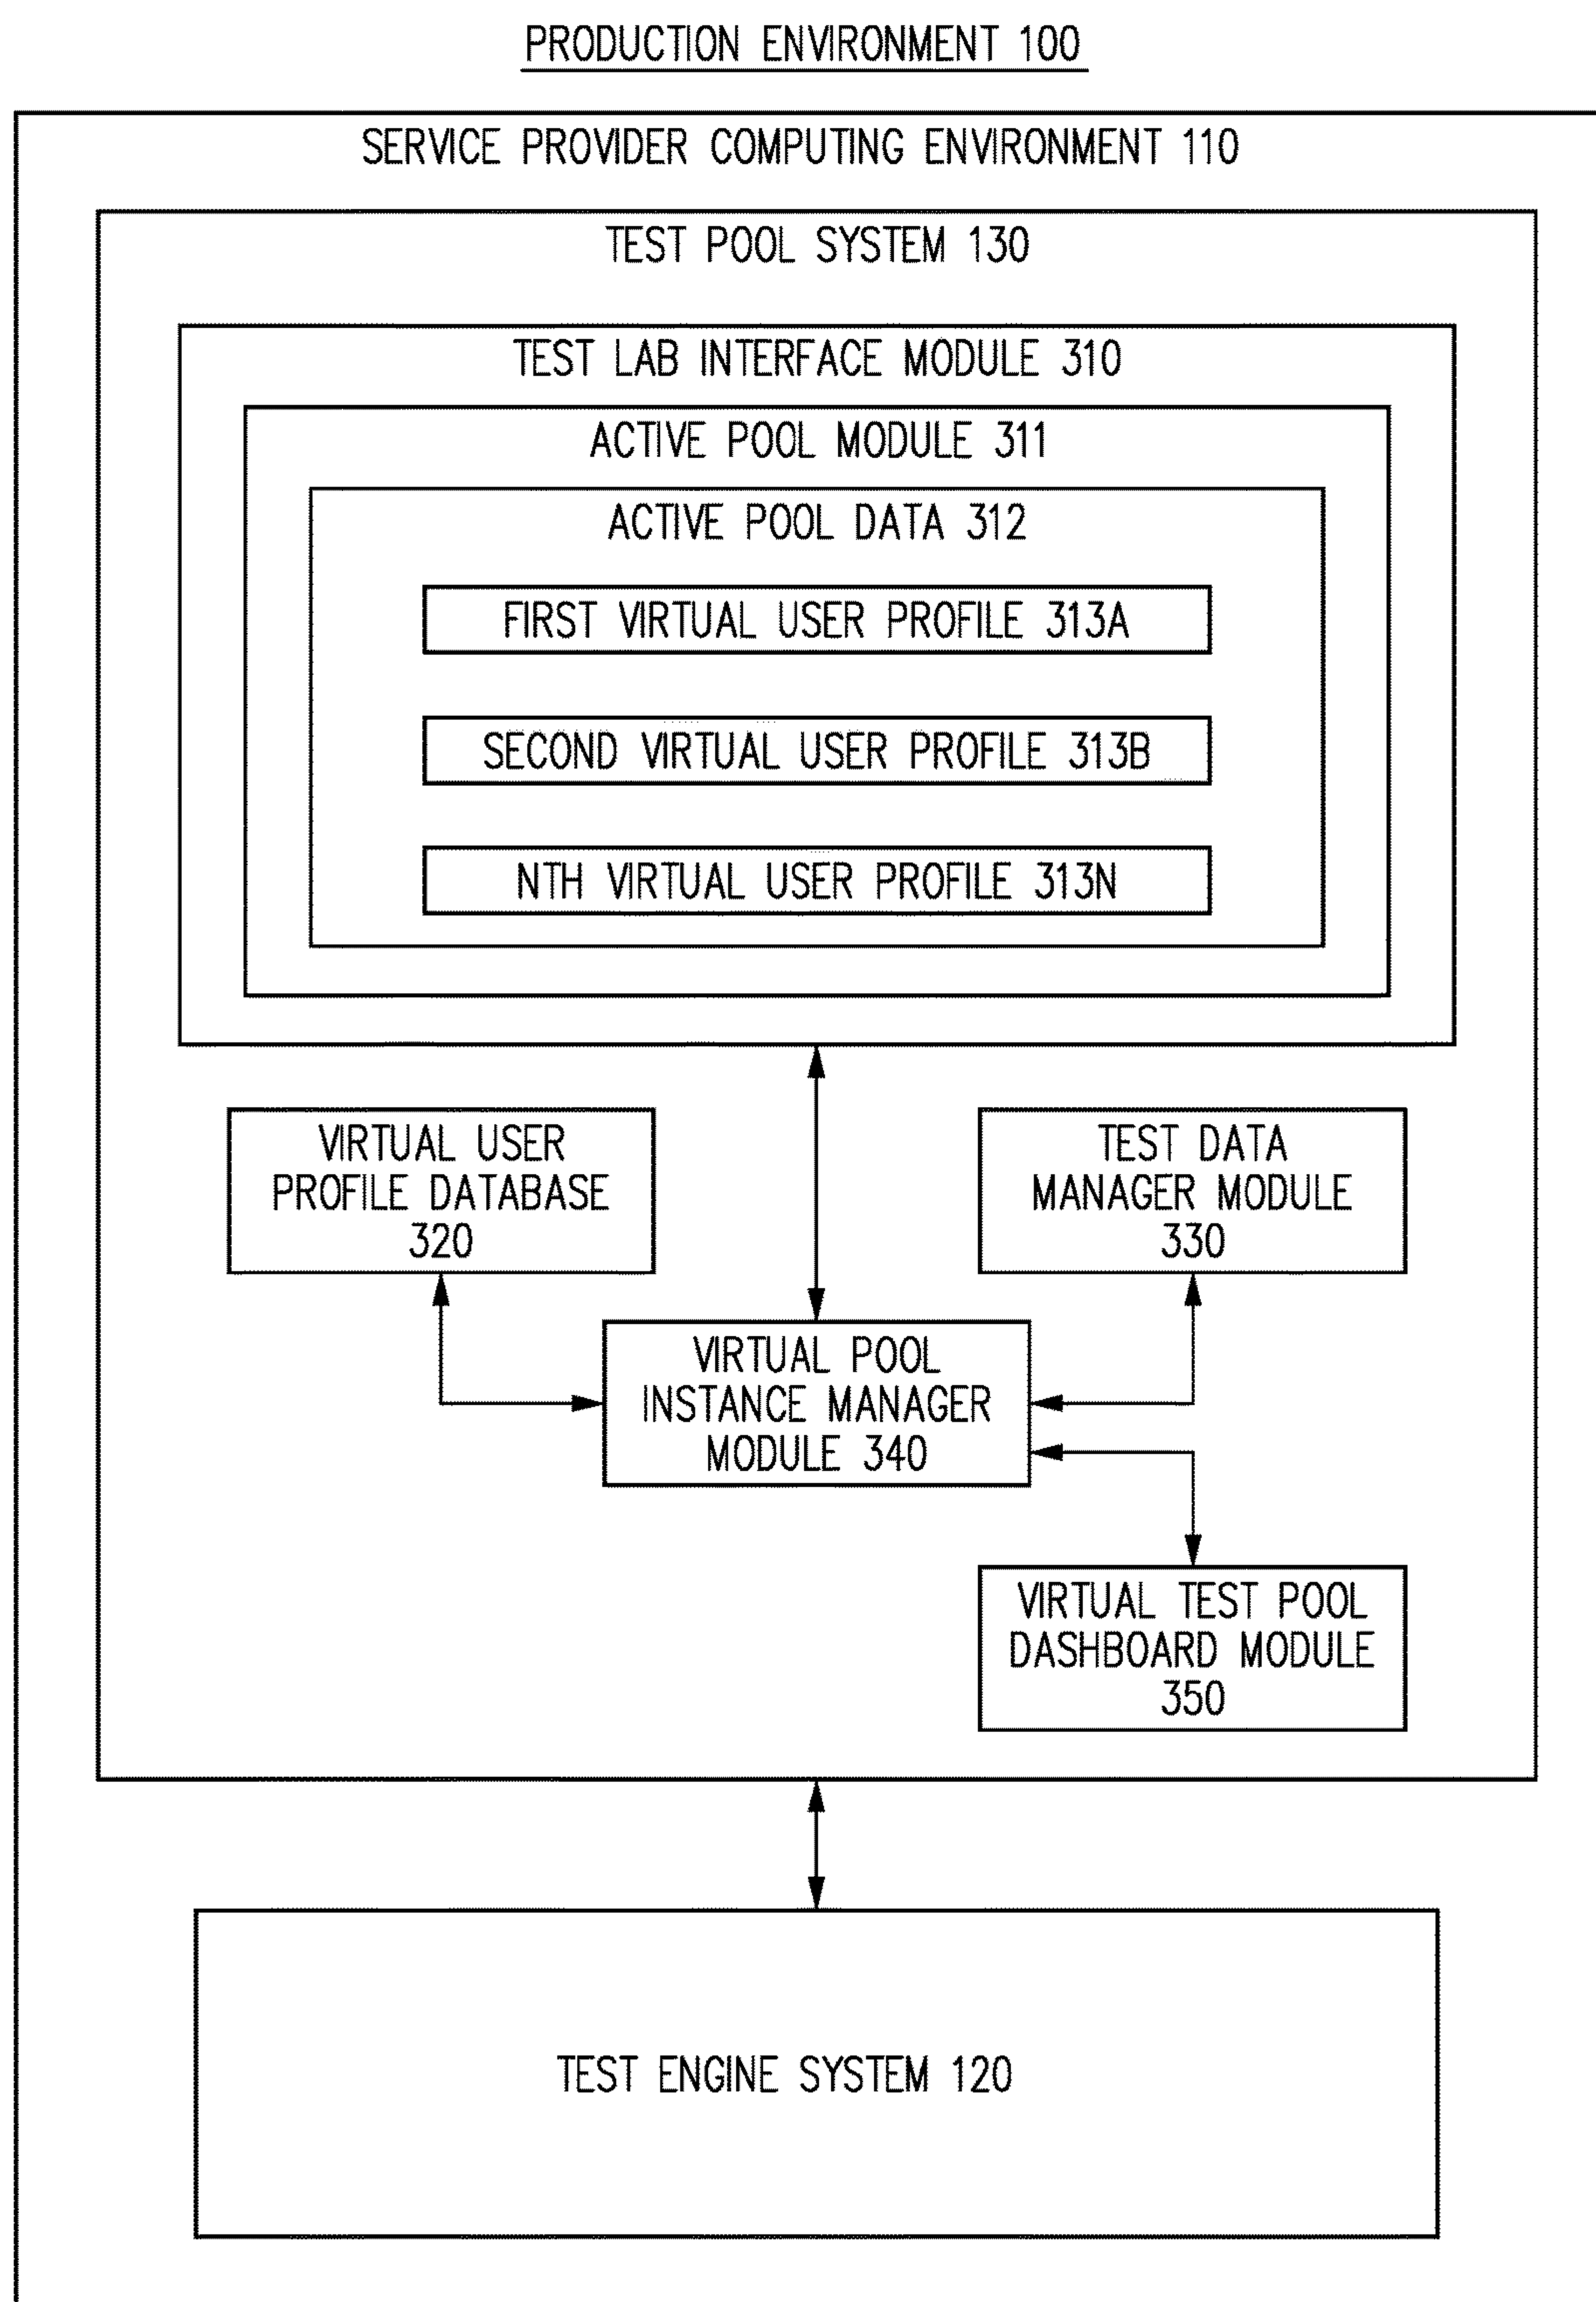 PRODUCTION ENVIRONMENT 100
SERVICE PROVIDER COMPUTING ENVIRONMENT 110
TEST POOL SYSTEM 130
TEST LAB INTERFACE MODULE 310
ACTIVE POOL MODULE 311
ACTIVE POOL DATA 312
FIRST VIRTUAL USER PROFILE 313A
SECOND VIRTUAL USER PROFILE 313B
NTH VIRTUAL USER PROFILE 313N
VIRTUAL USER
PROFILE DATABASE
320
TEST DATA
MANAGER MODULE
330
VIRTUAL POOL
INSTANCE MANAGER
MODULE 340
VIRTUAL TEST POOL
DASHBOARD MODULE
350
TEST ENGINE SYSTEM 120